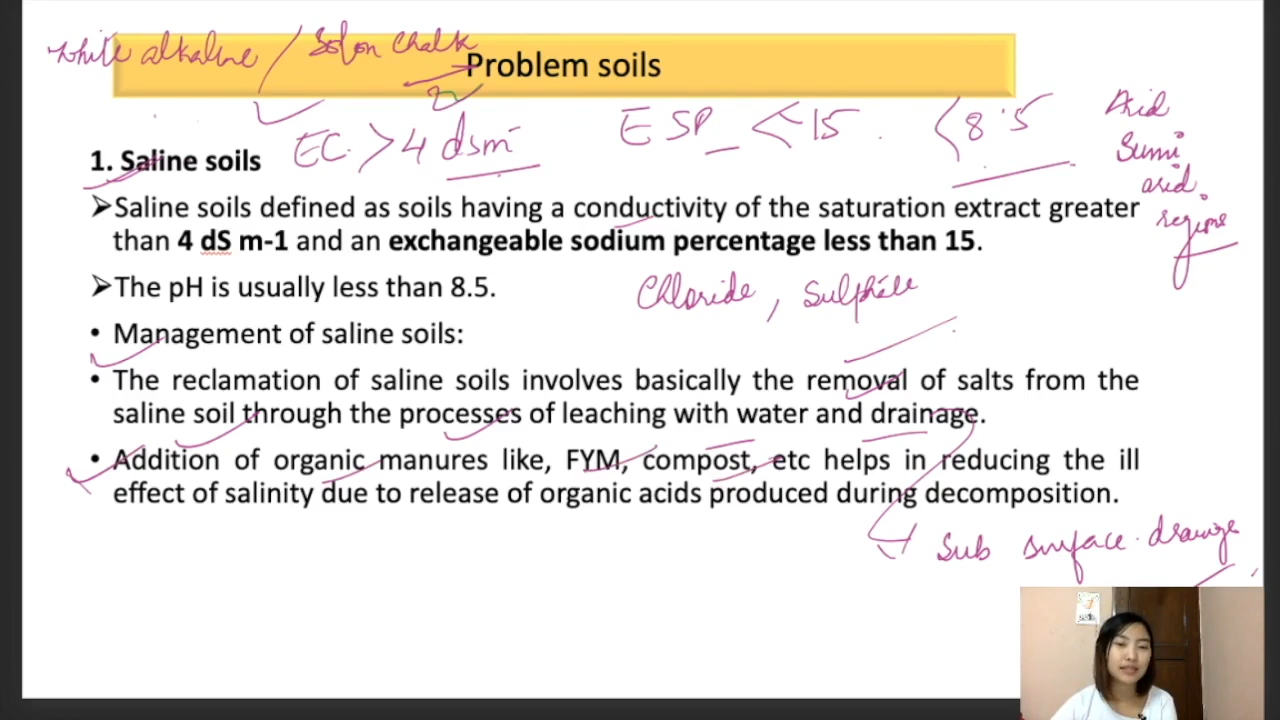 white alkaline / Solon chalk
Problem soils
EC > 4 dsm⁻ ESP < 15 . < 8.5
1. Saline soils
Arid
Sumi
arid
regions
➤Saline soils defined as soils having a conductivity of the saturation extract greater
than 4 dS m-1 and an exchangeable sodium percentage less than 15.
➤The pH is usually less than 8.5.
Chloride, Sulphate
• Management of saline soils:
• The reclamation of saline soils involves basically the removal of salts from the
saline soil through the processes of leaching with water and drainage.
• Addition of organic manures like, FYM, compost, etc helps in reducing the ill
effect of salinity due to release of organic acids produced during decomposition.
Sub surface drainage